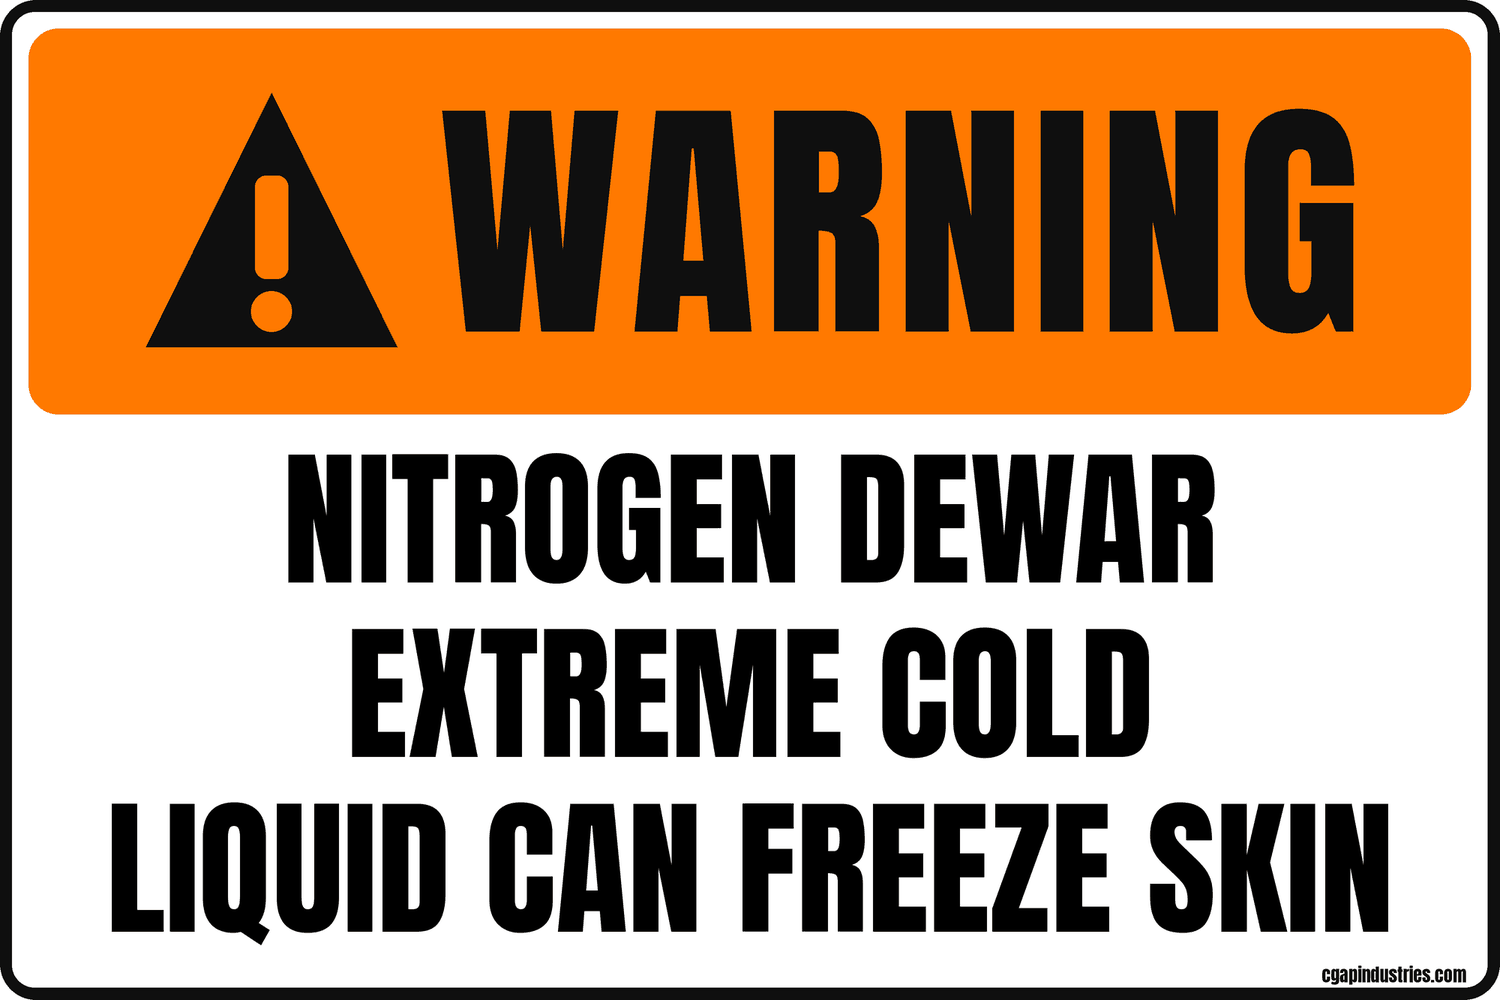 WARNING
NITROGEN DEWAR
EXTREME COLD
LIQUID CAN FREEZE SKIN
cgapindustries.com